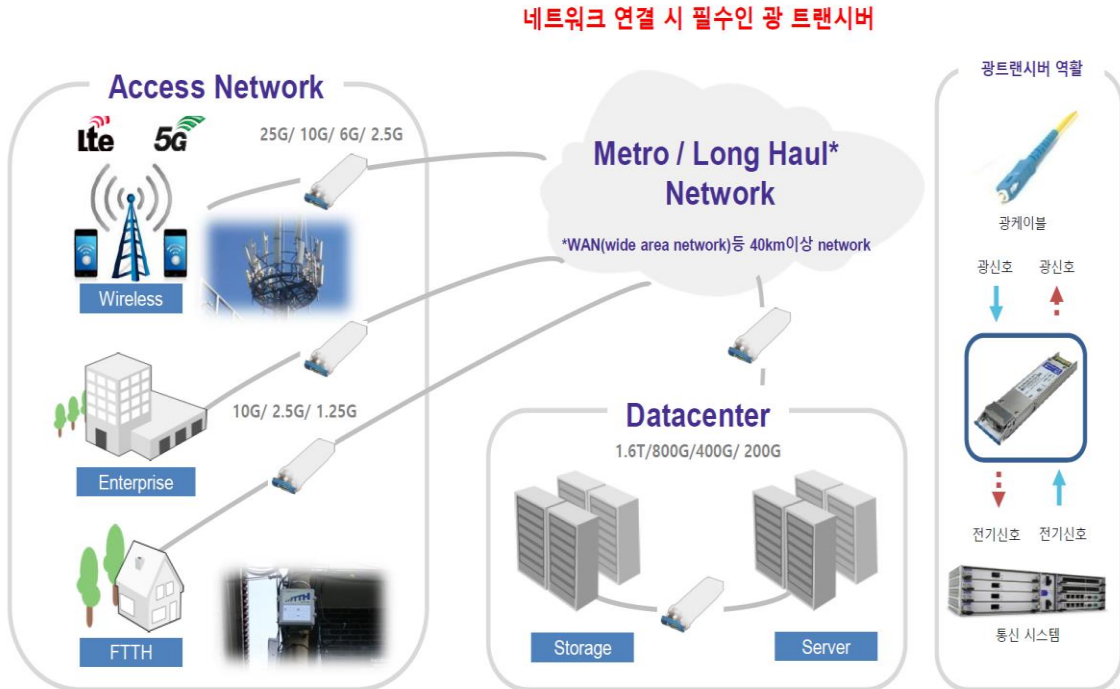 네트워크 연결 시 필수인 광 트랜시버
Access Network
Lte
5G
25G/ 10G/ 6G/ 2.5G
Wireless
10G/ 2.5G/ 1.25G
Enterprise
FTTH
Metro / Long Haul*
Network
*WAN(wide area network)등 40km이상 network
Datacenter
1.6T/800G/400G/ 200G
Storage
Server
광트랜시버 역활
광케이블
광신호 광신호
전기신호 전기신호
통신 시스템